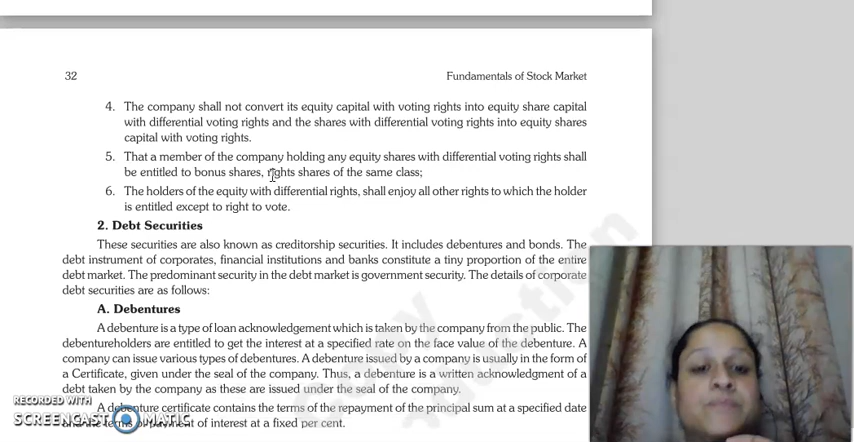 32
Fundamentals of Stock Market
4. The company shall not convert its equity capital with voting rights into equity share capital
with differential voting rights and the shares with differential voting rights into equity shares
capital with voting rights.
5. That a member of the company holding any equity shares with differential voting rights shall
be entitled to bonus shares, rights shares of the same class;
6. The holders of the equity with differential rights, shall enjoy all other rights to which the holder
is entitled except to right to vote.
2. Debt Securities
These securities are also known as creditorship securities. It includes debentures and bonds. The
debt instrument of corporates, financial institutions and banks constitute a tiny proportion of the entire
debt market. The predominant security in the debt market is government security. The details of corporate
debt securities are as follows:
A. Debentures
A debenture is a type of loan acknowledgement which is taken by the company from the public. The
debentureholders are entitled to get the interest at a specified rate on the face value of the debenture. A
company can issue various types of debentures. A debenture issued by a company is usually in the form of
a Certificate, given under the seal of the company. Thus, a debenture is a written acknowledgment of a
debt taken by the company as these are issued under the seal of the company.
A debenture certificate contains the terms of the repayment of the principal sum at a specified date
terms of payment of interest at a fixed per cent.
RECORDED WITH
SCREENCAST MATIC